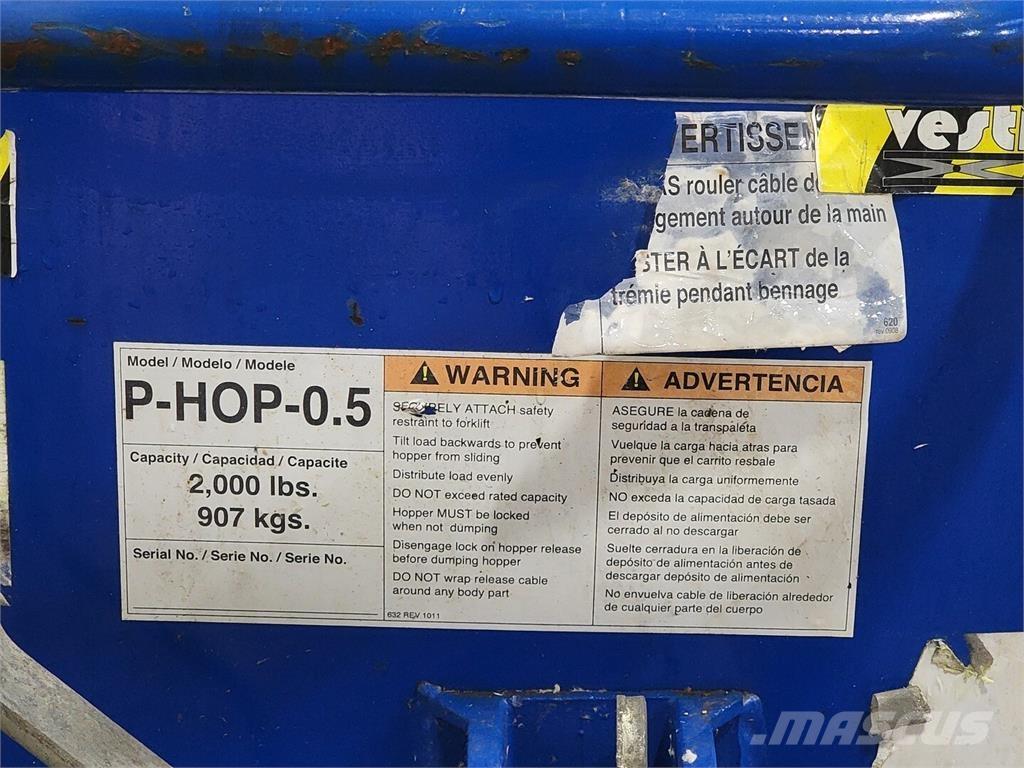 ERTISSEM
AS rouler câble d
gement autour de la main
STER À L'ÉCART de la
trémie pendant bennage
620
rev 0908
vest
Model / Modelo / Modele
P-HOP-0.5
Capacity / Capacidad / Capacite
2,000 lbs.
907 kgs.
Serial No. / Serie No. / Serie No.
WARNING
SECURELY ATTACH safety
restraint to forklift
Tilt load backwards to prevent
hopper from sliding
Distribute load evenly
DO NOT exceed rated capacity
Hopper MUST be locked
when not dumping
Disengage lock on hopper release
before dumping hopper
DO NOT wrap release cable
around any body part
632 REV 1011
ADVERTENCIA
ASEGURE la cadena de
seguridad a la transpaleta
Vuelque la carga hacia atras para
prevenir que el carrito resbale
Distribuya la carga uniformemente
NO exceda la capacidad de carga tasada
El depósito de alimentación debe ser
cerrado al no descargar
Suelte cerradura en la liberación de
depósito de alimentación antes de
descargar depósito de alimentación
No envuelva cable de liberación alrededor
de cualquier parte del cuerpo
MASCUS